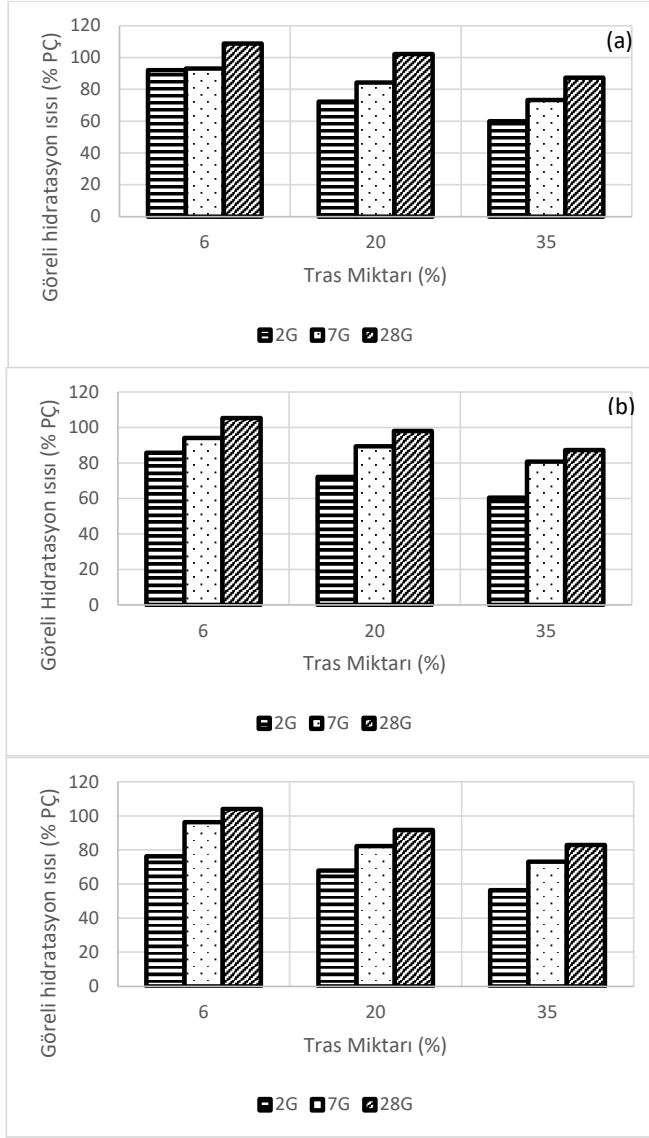 (a)
Göreli hidratasyon ısısı (% PÇ)
120
100
80
60
40
20
0
6 20 35
Tras Miktarı (%)
2G 7G 28G
(b)
Göreli Hidratasyon ısısı (% PÇ)
120
100
80
60
40
20
0
6 20 35
Tras Miktarı (%)
2G 7G 28G
Göreli hidratasyon ısısı (% PÇ)
120
100
80
60
40
20
0
6 20 35
Tras Miktarı (%)
2G 7G 28G